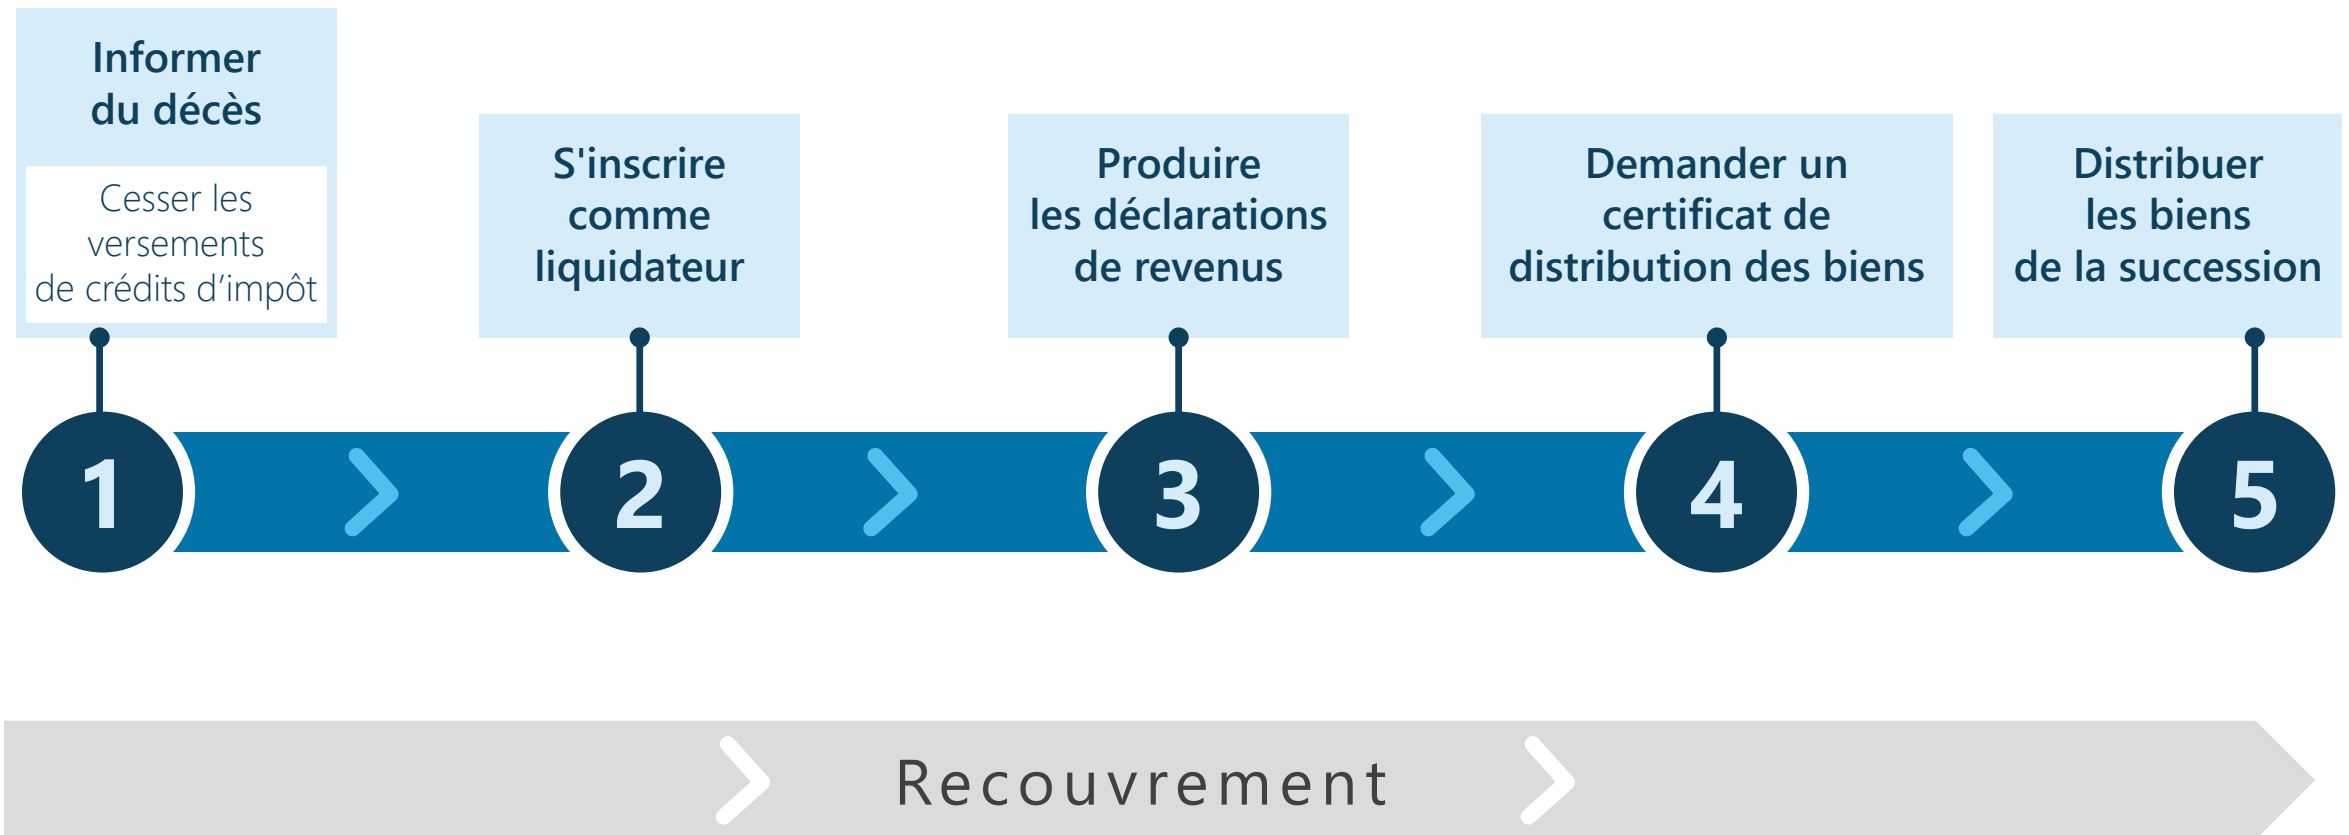 Informer
du décès
Cesser les
versements
de crédits d’impôt
S'inscrire
comme
liquidateur
Produire
les déclarations
de revenus
Demander un
certificat de
distribution des biens
Distribuer
les biens
de la succession
1
2
3
4
5
Recouvrement